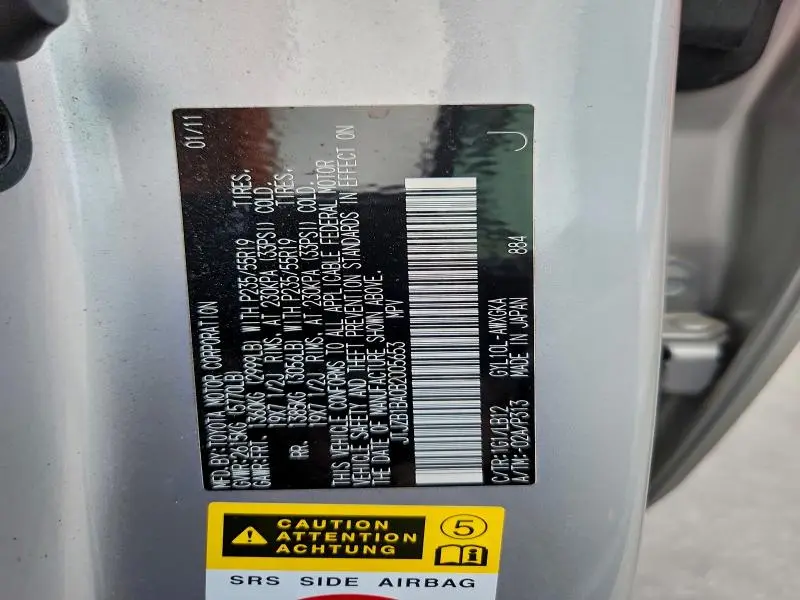 01/11
MFD.BY:TOYOTA MOTOR CORPORATION
GVWR:2615KG (5770LB)
GAWR:FR. 1360KG (2999LB) WITH P235/55R19 TIRES,
19X7 1/2J RIMS, AT 230KPA (33PSI) COLD.
RR. 1385KG (3056LB) WITH P235/55R19 TIRES,
19X7 1/2J RIMS, AT 230KPA (33PSI) COLD.
THIS VEHICLE CONFORMS TO ALL APPLICABLE FEDERAL MOTOR
VEHICLE SAFETY AND THEFT PREVENTION STANDARDS IN EFFECT ON
THE DATE OF MANUFACTURE SHOWN ABOVE.
JTJZB1BA0B2005633 MPV
C/TR:1G1/LB12 GYL10L-AWXGKA
A/TM:-02A/P313 MADE IN JAPAN 884
J
CAUTION
ATTENTION
ACHTUNG
5
SRS SIDE AIRBAG